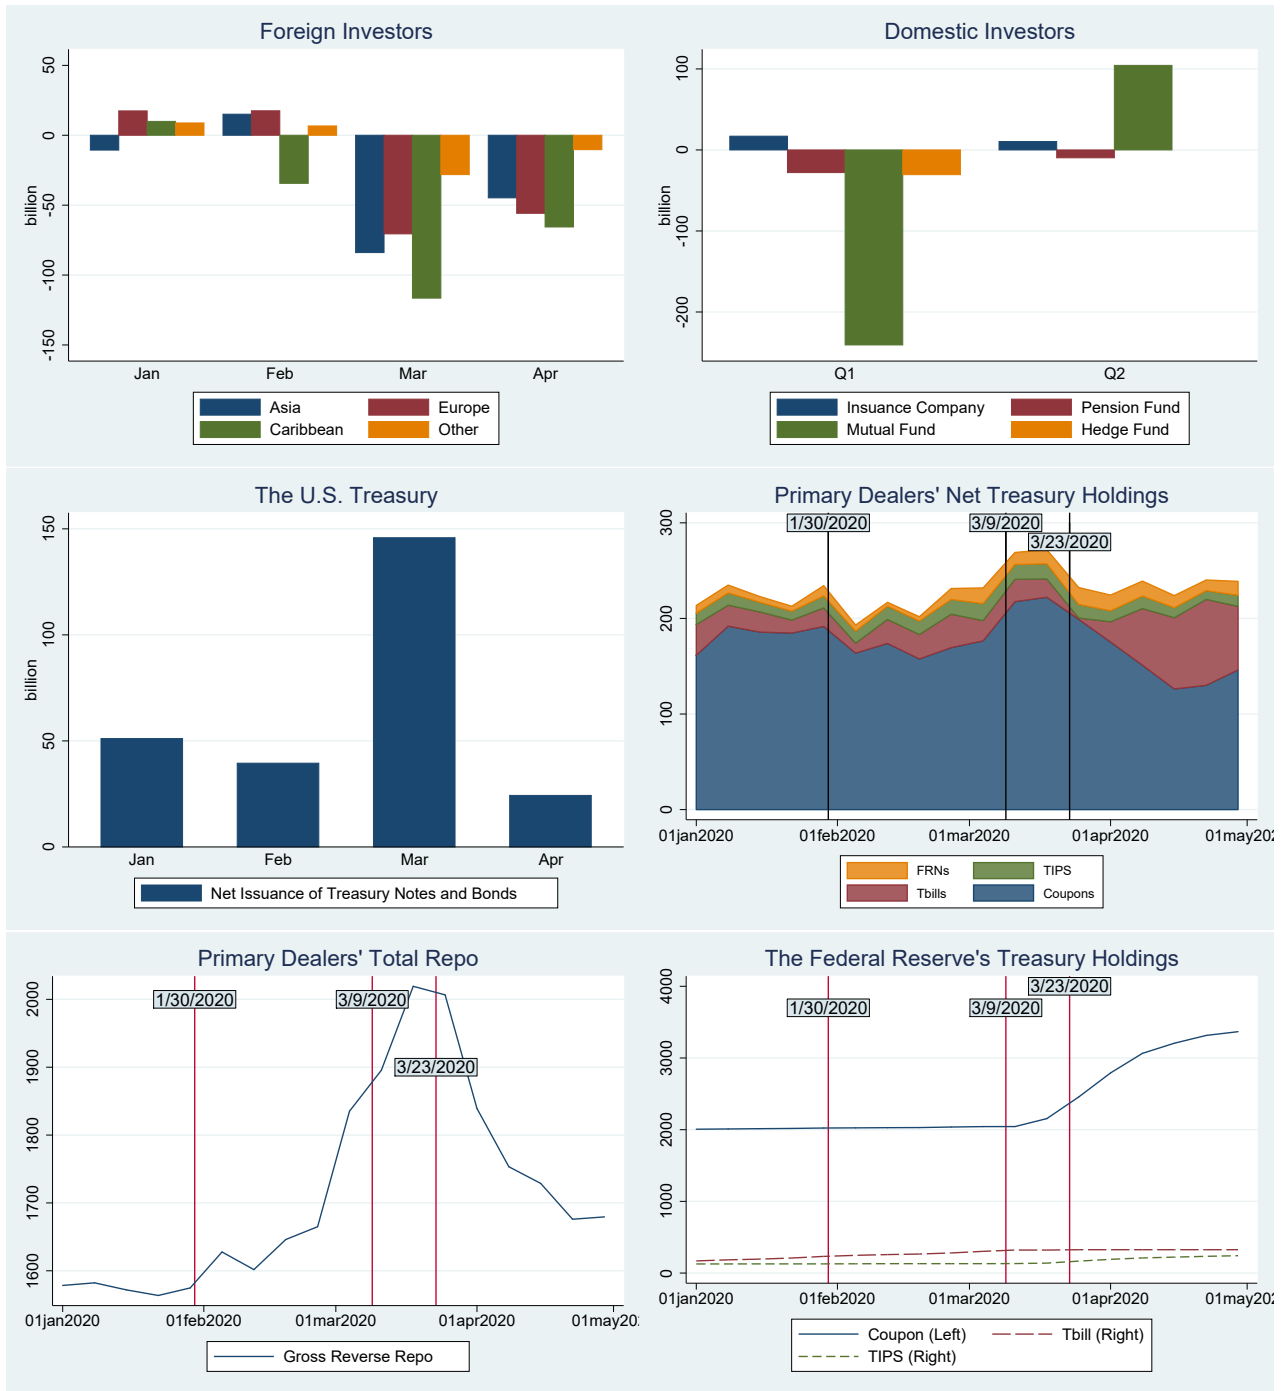 Foreign Investors
50
0
-50
-100
-150
billion
Jan Feb Mar Apr
Asia Europe
Caribbean Other
Domestic Investors
100
0
-100
-200
billion
Q1 Q2
Insuance Company Pension Fund
Mutual Fund Hedge Fund
The U.S. Treasury
150
100
50
0
billion
Jan Feb Mar Apr
Net Issuance of Treasury Notes and Bonds
Primary Dealers' Net Treasury Holdings
300
200
100
0
1/30/2020 3/9/2020
3/23/2020
01jan2020 01feb2020 01mar2020 01apr2020 01may202
FRNs TIPS
Tbills Coupons
Primary Dealers' Total Repo
2000
1900
1800
1700
1600
1/30/2020 3/9/2020
3/23/2020
01jan2020 01feb2020 01mar2020 01apr2020 01may202
Gross Reverse Repo
The Federal Reserve's Treasury Holdings
4000
3000
2000
1000
0
3/23/2020
1/30/2020 3/9/2020
01jan2020 01feb2020 01mar2020 01apr2020 01may202
Coupon (Left) Tbill (Right)
TIPS (Right)